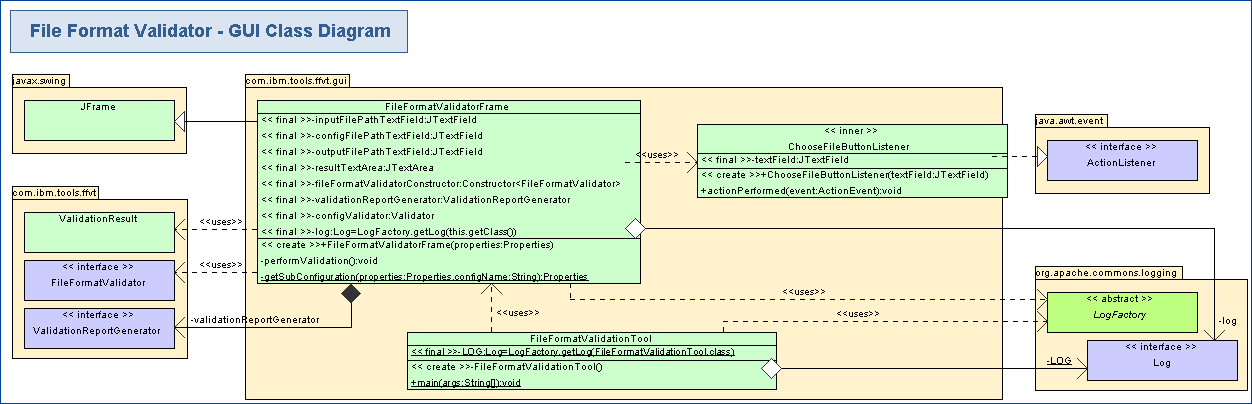 File Format Validator - GUI Class Diagram
javax.swing
JFrame
com.ibm.tools.ffvt.gui
FileFormatValidatorFrame
<< final >>-inputFilePathTextField:JTextField
<< final >>-configFilePathTextField:JTextField
<< final >>-outputFilePathTextField:JTextField
<< final >>-resultTextArea:JTextArea
<< final >>-fileFormatValidatorConstructor:Constructor<FileFormatValidator>
<< final >>-validationReportGenerator:ValidationReportGenerator
<< final >>-configValidator:Validator
<< final >>-log:Log=LogFactory.getLog(this.getClass())
<< create >>+FileFormatValidatorFrame(properties:Properties)
-performValidation():void
-getSubConfiguration(properties:Properties,configName:String):Properties
<<uses>>
<< inner >>
ChooseFileButtonListener
<< final >>-textField:JTextField
<< create >>+ChooseFileButtonListener(textField:JTextField)
+actionPerformed(event:ActionEvent):void
java.awt.event
<< interface >>
ActionListener
com.ibm.tools.ffvt
ValidationResult
<<uses>>
<< interface >>
FileFormatValidator
<<uses>>
<< interface >>
ValidationReportGenerator
-validationReportGenerator
<<uses>>
<<uses>>
<<uses>>
FileFormatValidationTool
<< final >>-LOG:Log=LogFactory.getLog(FileFormatValidationTool.class)
<< create >>-FileFormatValidationTool()
+main(args:String[]):void
org.apache.commons.logging
<< abstract >>
LogFactory
-log
<< interface >>
Log
-LOG